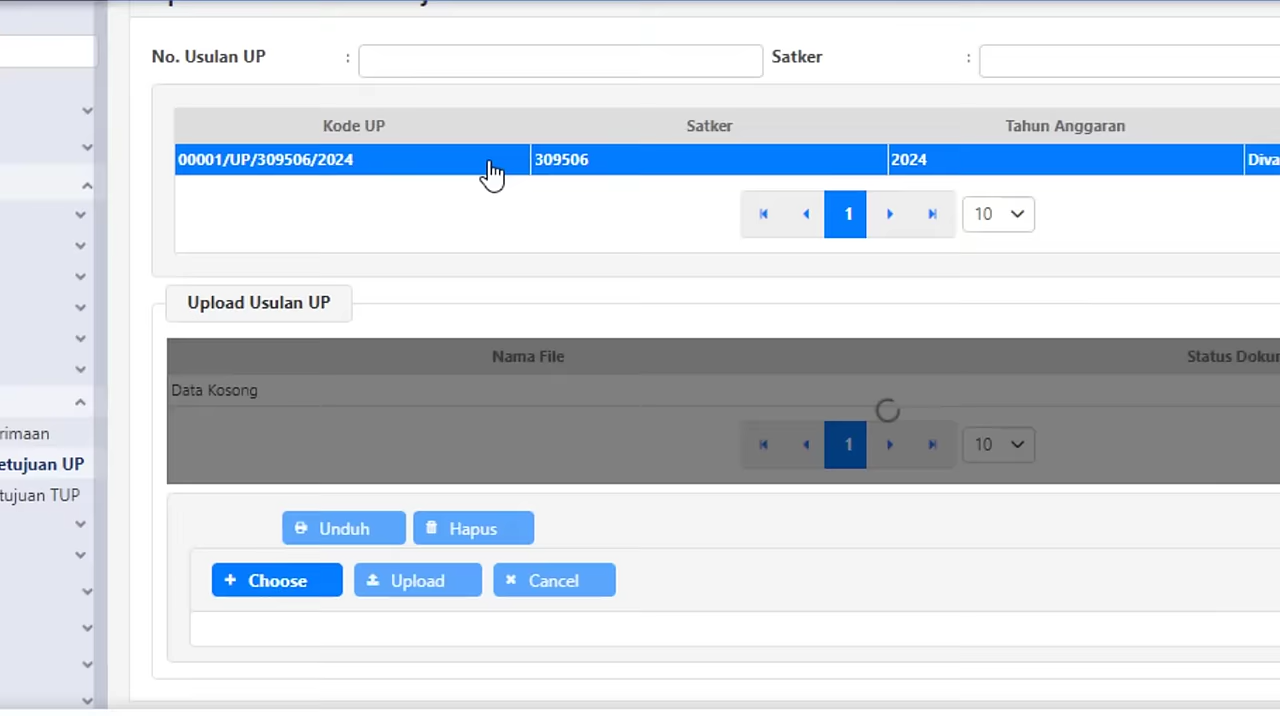 No. Usulan UP : Satker :
Kode UP Satker Tahun Anggaran
00001/UP/309506/2024 309506 2024 Diva
1 10
Upload Usulan UP
Nama File Status Dokum
Data Kosong
1 10
rimaan
etujuan UP
tujuan TUP
Unduh Hapus
Choose Upload Cancel